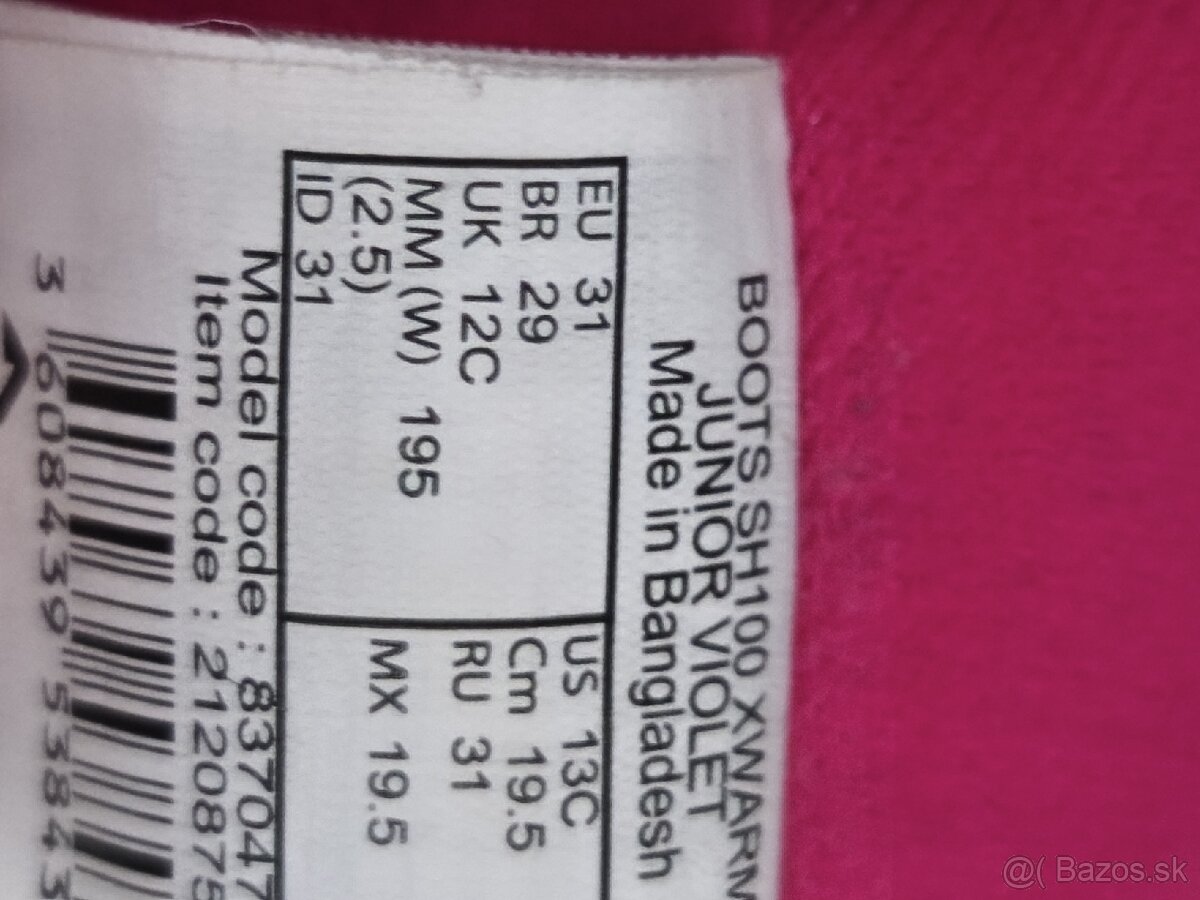 BOOTS SH100 XWARM
JUNIOR VIOLET
Made in Bangladesh
EU 31
US 13C
BR 29
Cm 19.5
UK 12C
RU 31
MM (W) 195
(2.5)
MX 19.5
ID 31
Model code : 837047
Item code : 2120875
3 608439 53843
@( Bazos.sk